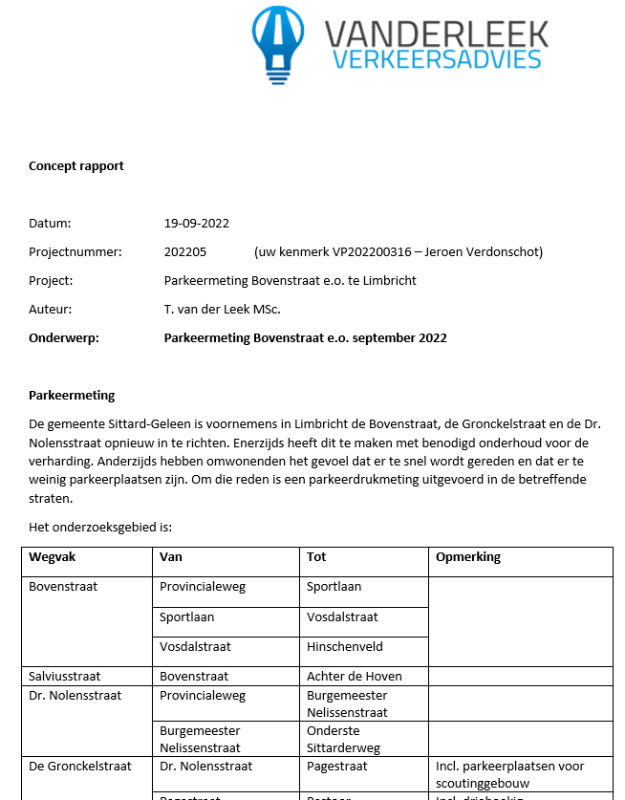 VANDERLEEK
VERKEERSADVIES
Concept rapport
Datum: 19-09-2022
Projectnummer: 202205 (uw kenmerk VP202200316 – Jeroen Verdonschot)
Project: Parkeermeting Bovenstraat e.o. te Limbricht
Auteur: T. van der Leek MSc.
Onderwerp: Parkeermeting Bovenstraat e.o. september 2022
Parkeermeting
De gemeente Sittard-Geleen is voornemens in Limbricht de Bovenstraat, de Gronckelstraat en de Dr.
Nolensstraat opnieuw in te richten. Enerzijds heeft dit te maken met benodigd onderhoud voor de
verharding. Anderzijds hebben omwonenden het gevoel dat er te snel wordt gereden en dat er te
weinig parkeerplaatsen zijn. Om die reden is een parkeerdrukmeting uitgevoerd in de betreffende
straten.
Het onderzoeksgebied is:
Wegvak Van Tot Opmerking
Bovenstraat Provincialeweg Sportlaan
Sportlaan Vosdalstraat
Vosdalstraat Hinschenveld
Salviusstraat Bovenstraat Achter de Hoven
Dr. Nolensstraat Provincialeweg Burgemeester
Nelissenstraat
Burgemeester Onderste
Nelissenstraat Sittarderweg
De Gronckelstraat Dr. Nolensstraat Pagestraat Incl. parkeerplaatsen voor
scoutinggebouw